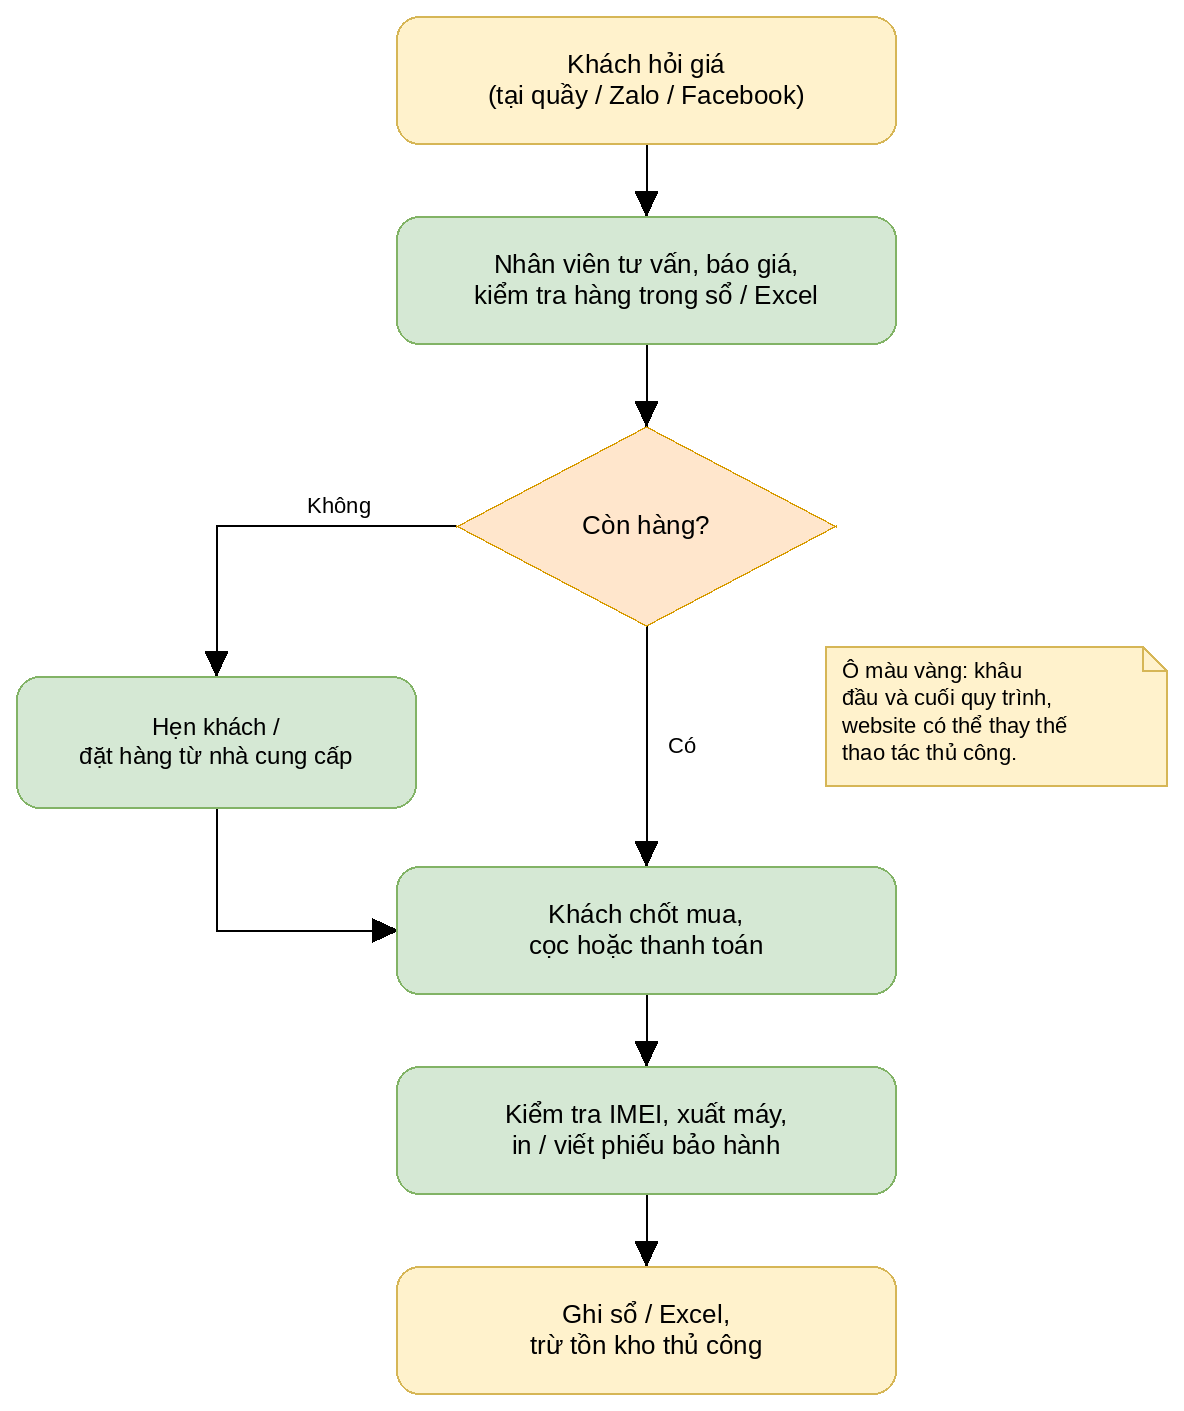 Khách hỏi giá
(tại quầy / Zalo / Facebook)
Nhân viên tư vấn, báo giá,
kiểm tra hàng trong sổ / Excel
Còn hàng?
Không
Có
Ô màu vàng: khâu
đầu và cuối quy trình,
website có thể thay thế
thao tác thủ công.
Hẹn khách /
đặt hàng từ nhà cung cấp
Khách chốt mua,
cọc hoặc thanh toán
Kiểm tra IMEI, xuất máy,
in / viết phiếu bảo hành
Ghi sổ / Excel,
trừ tồn kho thủ công